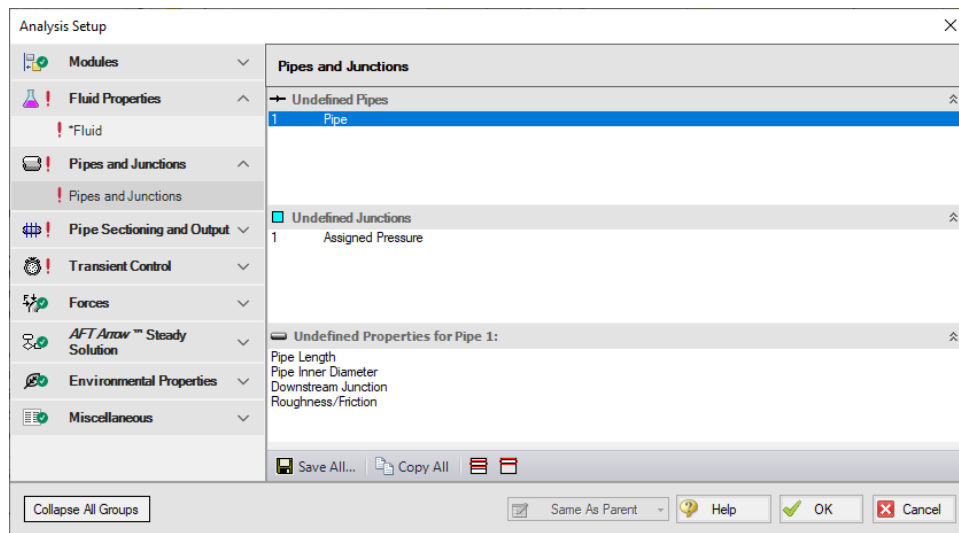 Analysis Setup
Modules
Fluid Properties
*Fluid
Pipes and Junctions
Pipes and Junctions
Pipe Sectioning and Output
Transient Control
Forces
AFT Arrow ™ Steady
Solution
Environmental Properties
Miscellaneous
Pipes and Junctions
Undefined Pipes
1 Pipe
Undefined Junctions
1 Assigned Pressure
Undefined Properties for Pipe 1:
Pipe Length
Pipe Inner Diameter
Downstream Junction
Roughness/Friction
Save All... Copy All
Collapse All Groups Same As Parent Help OK Cancel